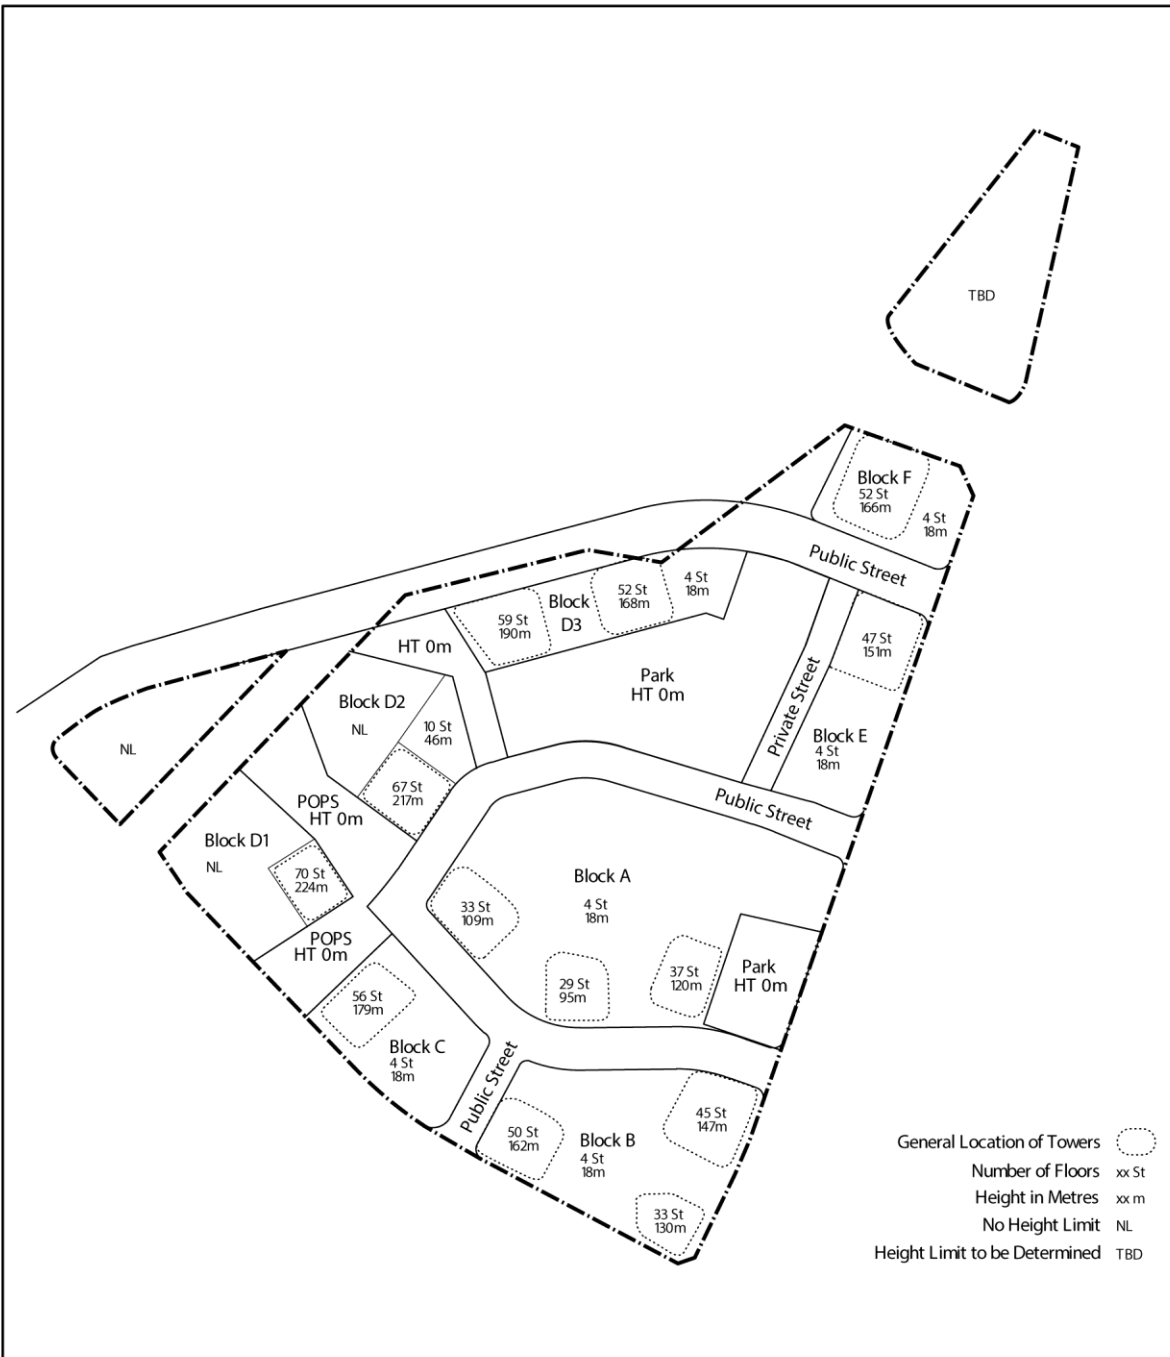 TBD
Block F
52 St
166m
4 St
18m
Public Street
52 St
168m
4 St
18m
Block
D3
59 St
190m
47 St
151m
HT 0m
Park
HT 0m
Private Street
Block D2
NL
10 St
46m
Block E
4 St
18m
NL
67 St
217m
POPS
HT 0m
Public Street
Block D1
NL
70 St
224m
Block A
4 St
18m
33 St
109m
POPS
HT 0m
37 St
120m
Park
HT 0m
29 St
95m
56 St
179m
Block C
4 St
18m
Public Street
45 St
147m
50 St
162m
Block B
4 St
18m
33 St
130m
General Location of Towers
Number of Floors xx St
Height in Metres xx m
No Height Limit NL
Height Limit to be Determined TBD